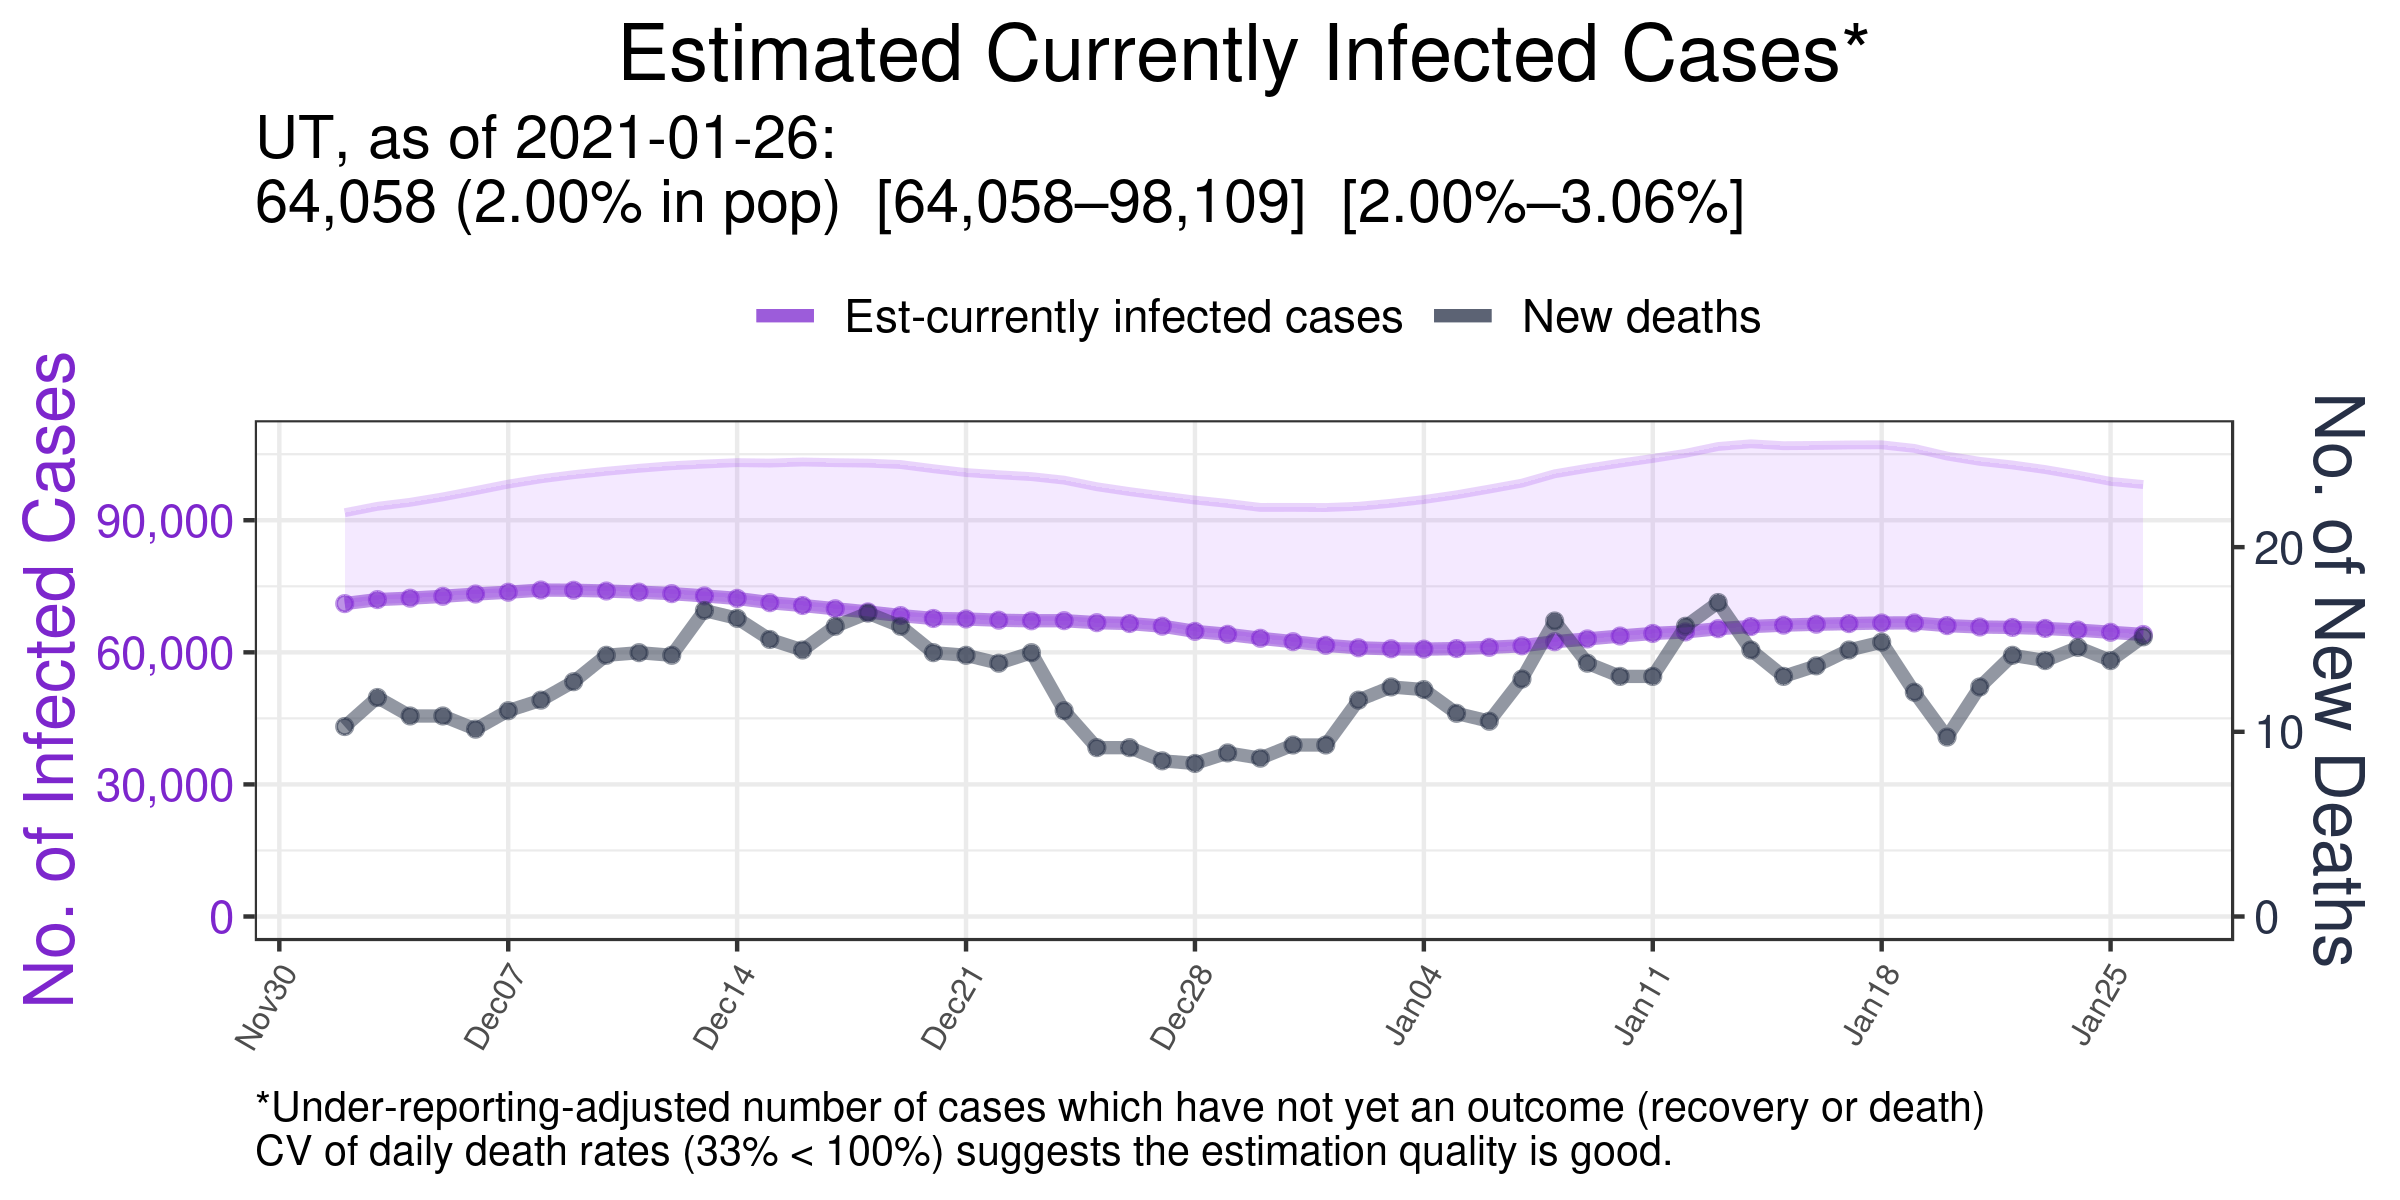 Estimated Currently Infected Cases*
UT, as of 2021-01-26:
64,058 (2.00% in pop)  [64,058–98,109]  [2.00%–3.06%]
Est-currently infected cases
New deaths
No. of Infected Cases
90,000
60,000
30,000
0
20
10
0
No. of New Deaths
Nov30
Dec07
Dec14
Dec21
Dec28
Jan04
Jan11
Jan18
Jan25
*Under-reporting-adjusted number of cases which have not yet an outcome (recovery or death)
CV of daily death rates (33% < 100%) suggests the estimation quality is good.